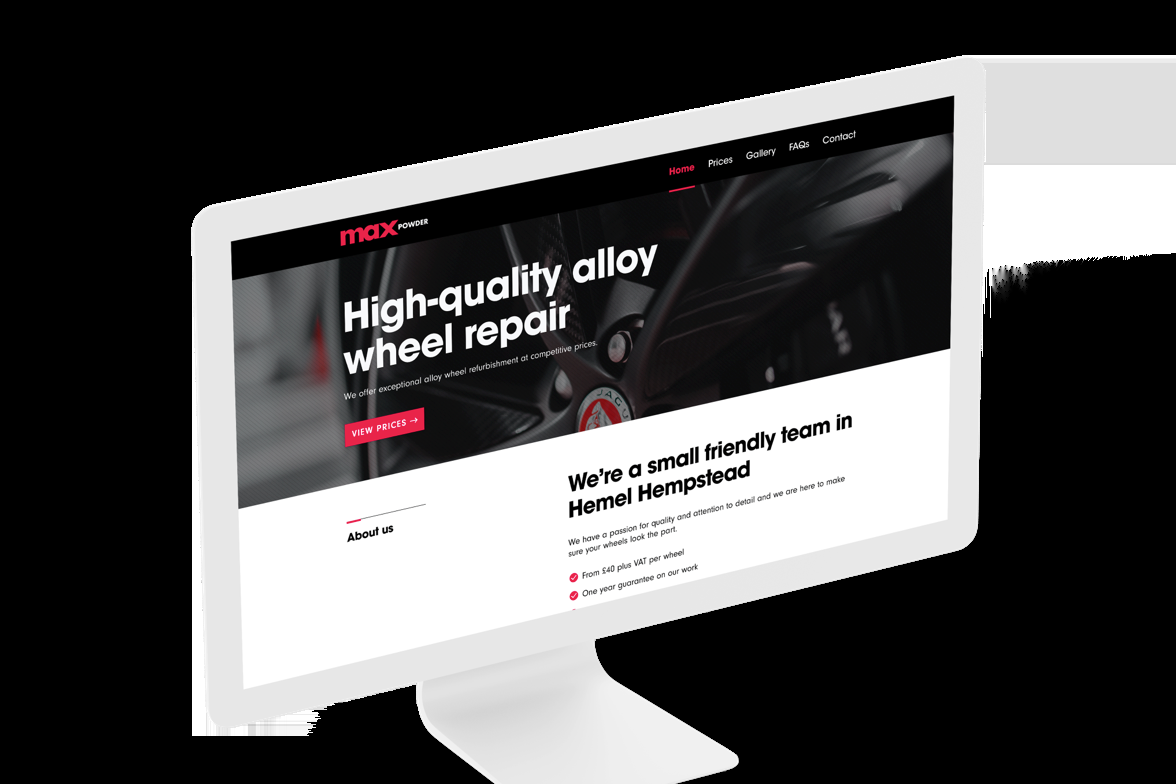 max POWDER
Home Prices Gallery FAQs Contact
High-quality alloy
wheel repair
We offer exceptional alloy wheel refurbishment at competitive prices.
VIEW PRICES →
JAGU
About us
We're a small friendly team in
Hemel Hempstead
We have a passion for quality and attention to detail and we are here to make
sure your wheels look the part.
From £40 plus VAT per wheel
One year guarantee on our work